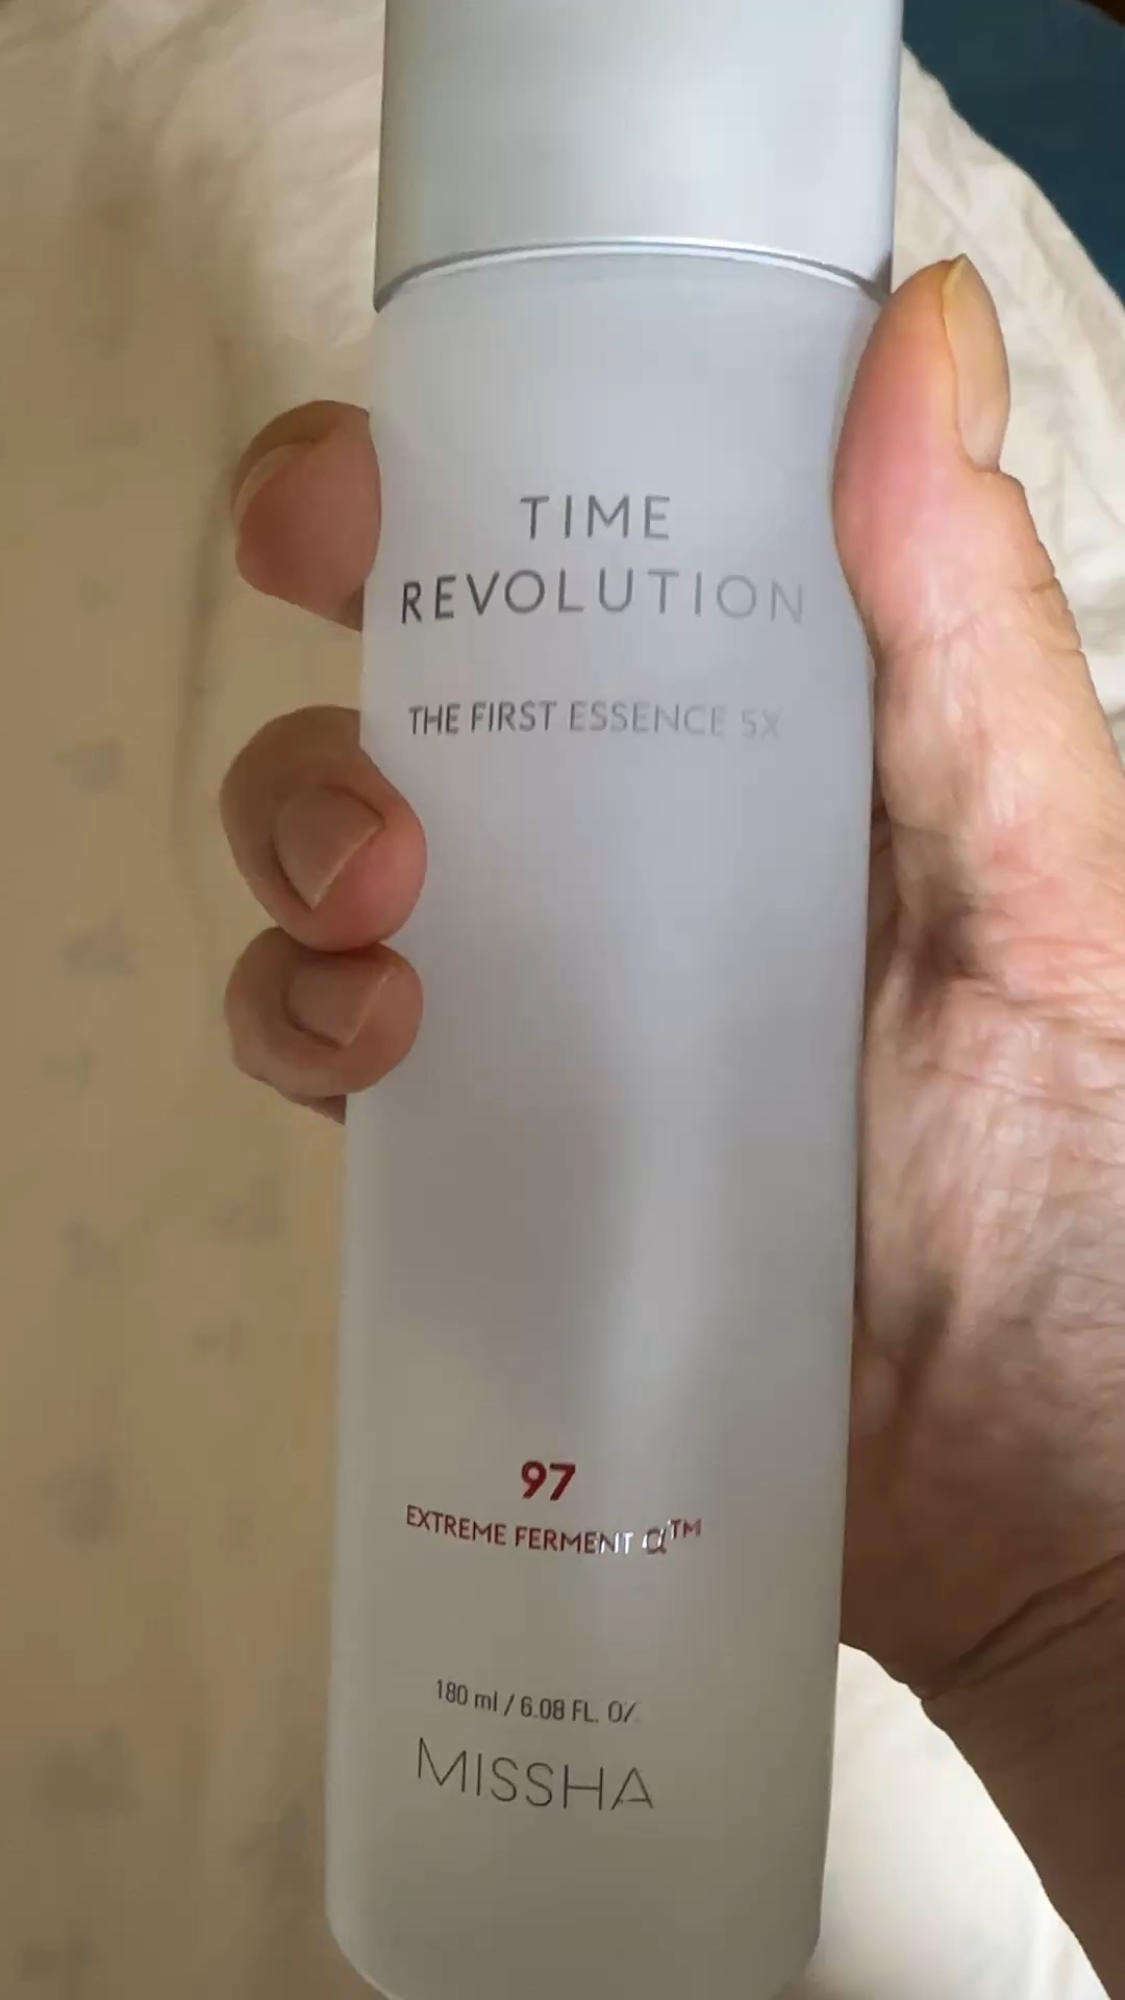 TIME
REVOLUTION
THE FIRST ESSENCE 5X
97
EXTREME FERMENT α™
180 ml / 6.08 FL. OZ.
MISSHA